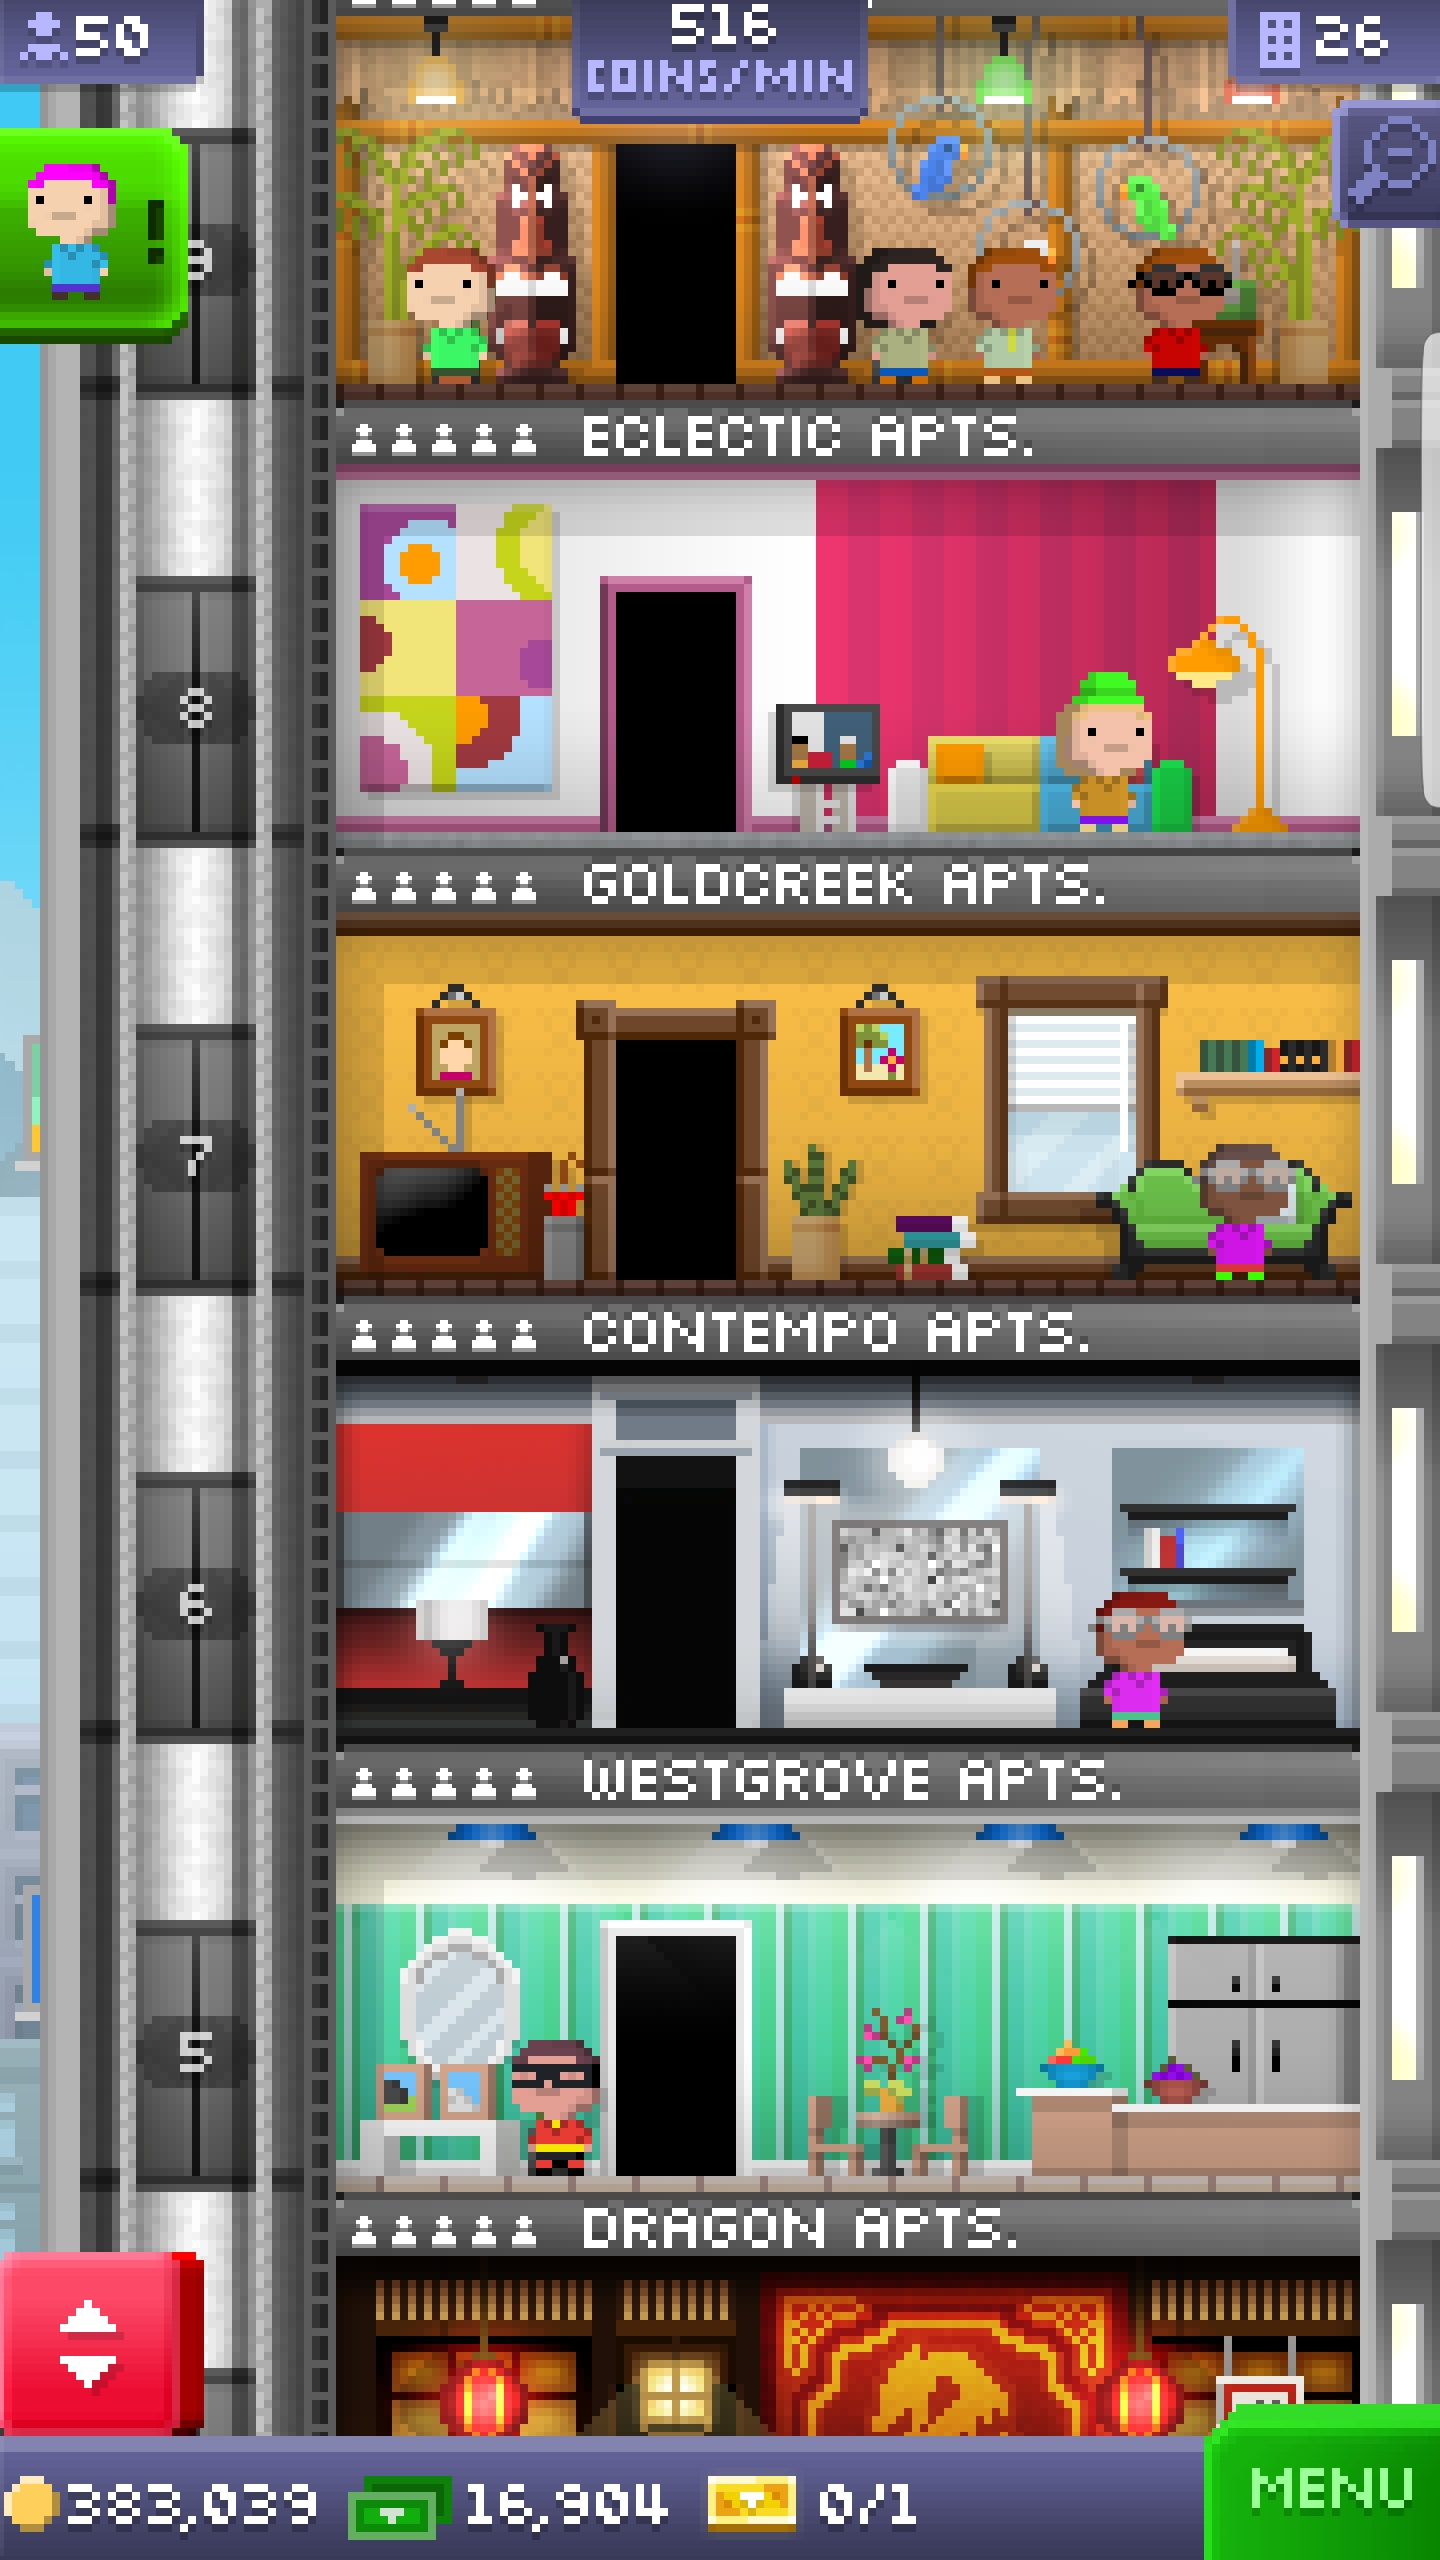 50
516
COINS/MIN
26
9
ECLECTIC APTS.
8
GOLDCREEK APTS.
7
CONTEMPO APTS.
6
WESTGROVE APTS.
5
DRAGON APTS.
383,039
16,904
0/1
MENU